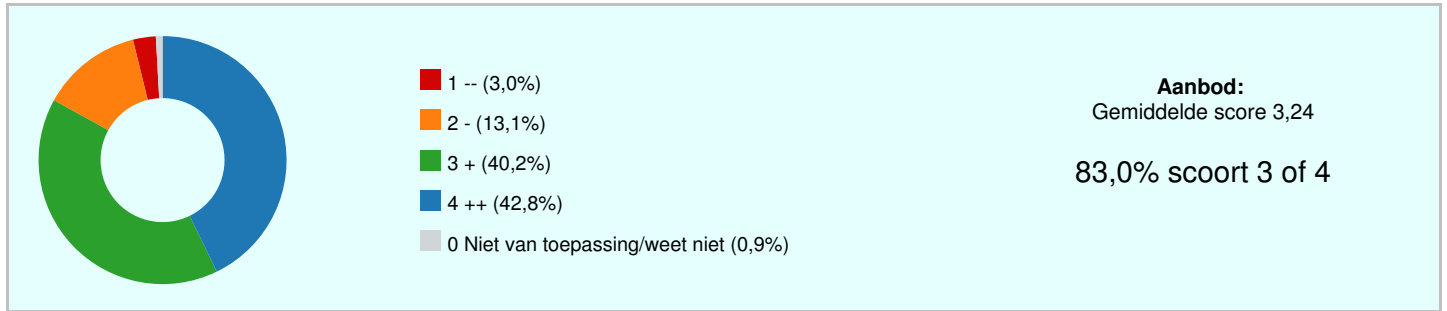 1 -- (3,0%)
2 - (13,1%)
3 + (40,2%)
4 ++ (42,8%)
0 Niet van toepassing/weet niet (0,9%)
Aanbod:
Gemiddelde score 3,24
83,0% scoort 3 of 4